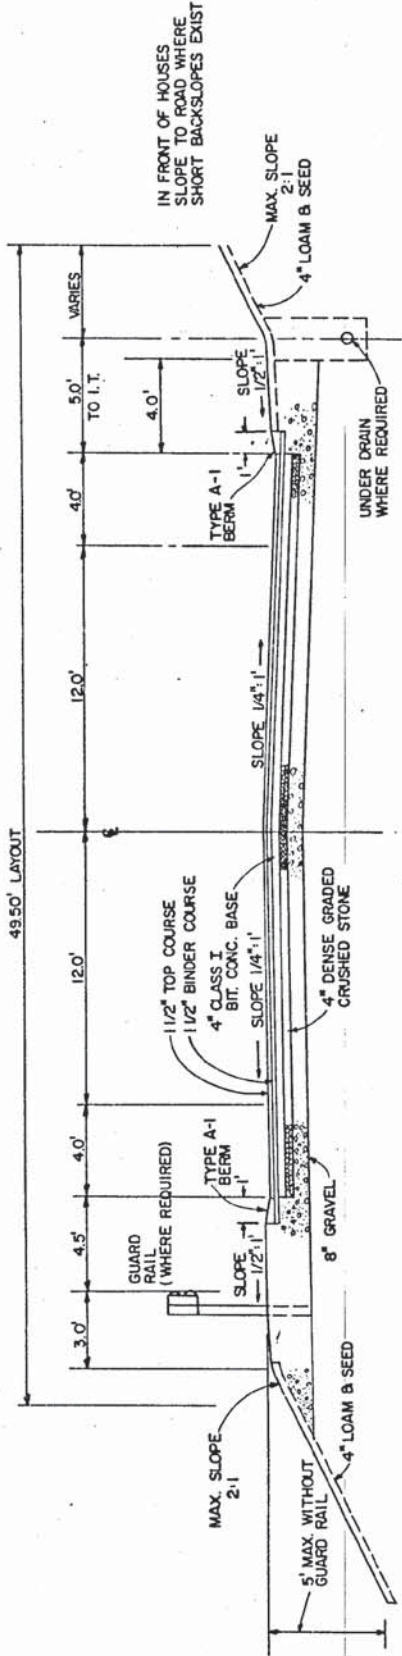 49.50' LAYOUT
3.0'
4.5'
4.0'
12.0'
12.0'
4.0'
5.0'
TO I.T.
VARIES
4.0'
IN FRONT OF HOUSES
SLOPE TO ROAD WHERE
SHORT BACKSLOPES EXIST
GUARD
RAIL
(WHERE REQUIRED)
℄
1 1/2" TOP COURSE
1 1/2" BINDER COURSE
4" CLASS I
BIT. CONC. BASE
MAX. SLOPE
2:1
SLOPE
1/2":1'
TYPE A-1
BERM
1'
SLOPE 1/4":1'
SLOPE 1/4":1'
TYPE A-1
BERM
1'
SLOPE
1/2":1'
MAX. SLOPE
2:1
4" LOAM & SEED
5' MAX. WITHOUT
GUARD RAIL
4" LOAM & SEED
8" GRAVEL
4" DENSE GRADED
CRUSHED STONE
UNDER DRAIN
WHERE REQUIRED